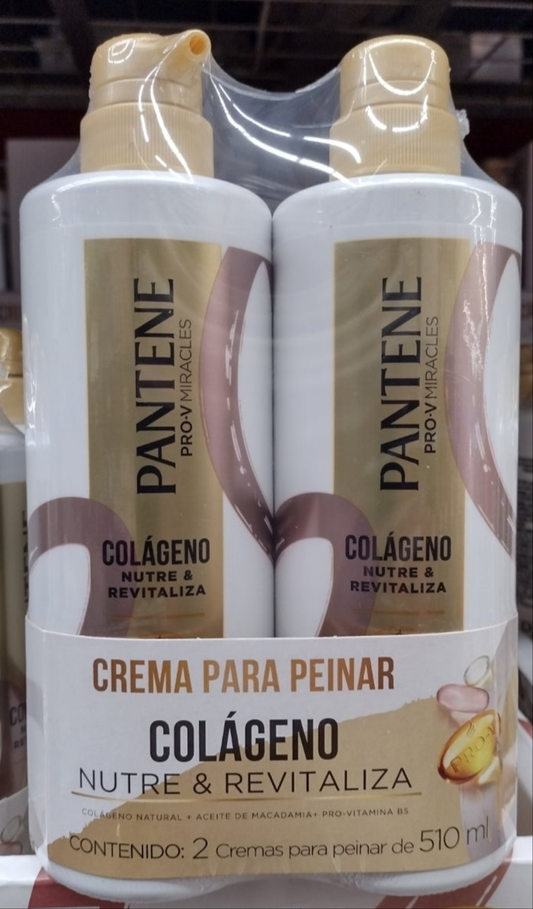 PANTENE
PRO-V MIRACLES
COLÁGENO
NUTRE &
REVITALIZA
PANTENE
PRO-V MIRACLES
COLÁGENO
NUTRE &
REVITALIZA
CREMA PARA PEINAR
COLÁGENO
NUTRE & REVITALIZA
COLÁGENO NATURAL + ACEITE DE MACADAMIA+ PRO-VITAMINA B5
PRO-V
CONTENIDO: 2 Cremas para peinar de 510 ml